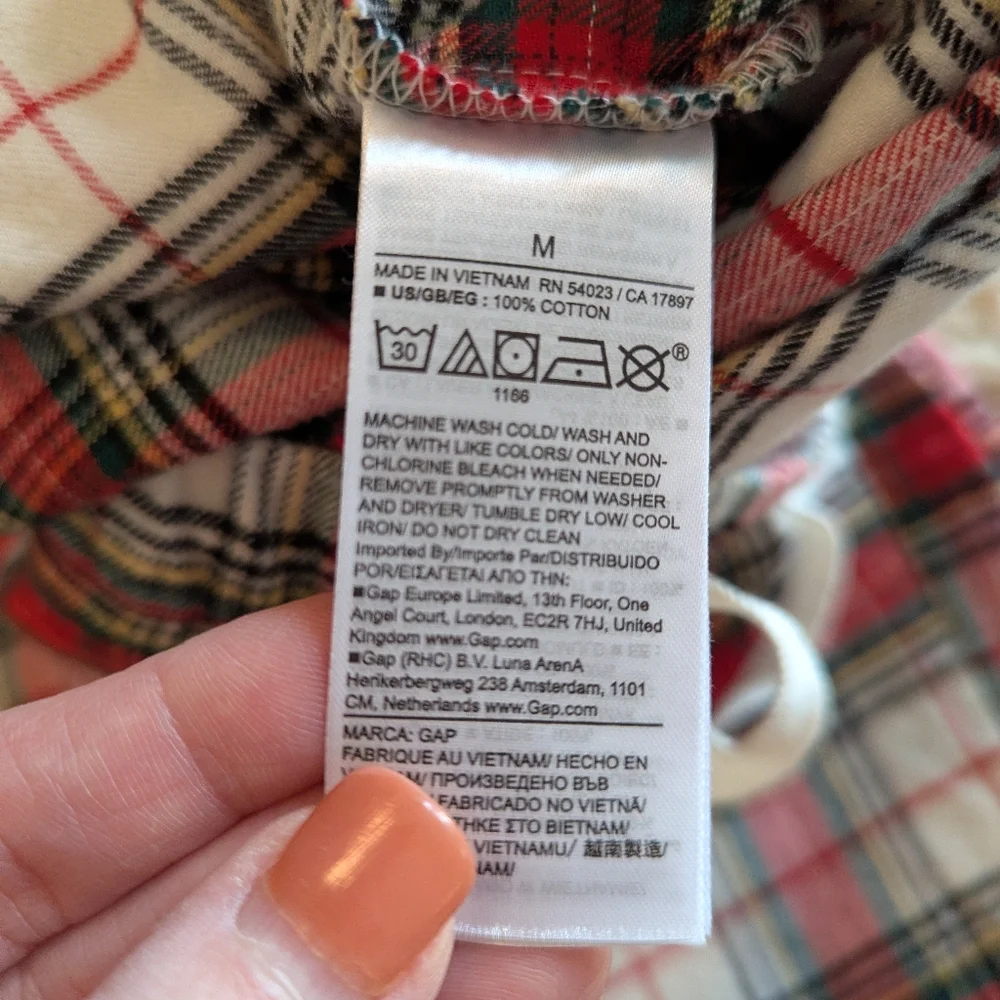 M
MADE IN VIETNAM RN 54023 / CA 17897
■ US/GB/EG : 100% COTTON
30
®
1166
MACHINE WASH COLD/ WASH AND
DRY WITH LIKE COLORS/ ONLY NON-
CHLORINE BLEACH WHEN NEEDED/
REMOVE PROMPTLY FROM WASHER
AND DRYER/ TUMBLE DRY LOW/ COOL
IRON/ DO NOT DRY CLEAN
Imported By/Importe Par/DISTRIBUIDO
POR/ΕΙΣΑΓΕΤΑΙ ΑΠΟ ΤΗΝ:
■Gap Europe Limited, 13th Floor, One
Angel Court, London, EC2R 7HJ, United
Kingdom www.Gap.com
■Gap (RHC) B.V. Luna ArenA
Herikerbergweg 238 Amsterdam, 1101
CM, Netherlands www.Gap.com
MARCA: GAP
FABRIQUE AU VIETNAM/ HECHO EN
ПРОИЗВЕДЕНО ВЪВ
FABRICADO NO VIETNÃ/
ΣΤΟ ΒΙΕΤΝΑΜ/
VIETNAMU/ 越南製造/